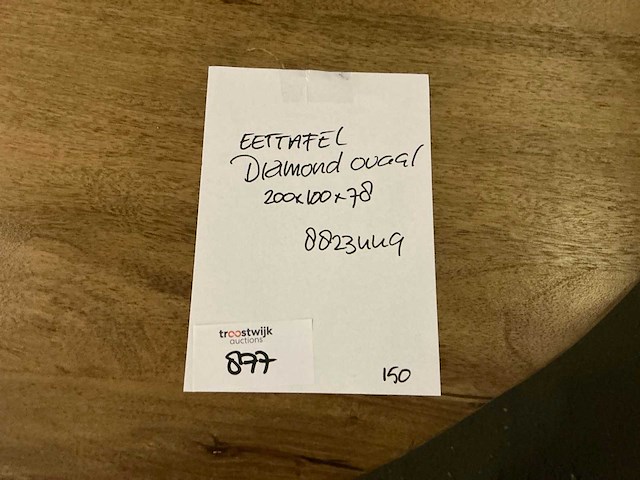 EETTAFEL
Diamond ovaal
200x100x78
8823449
troostwijk
auctions
877
150